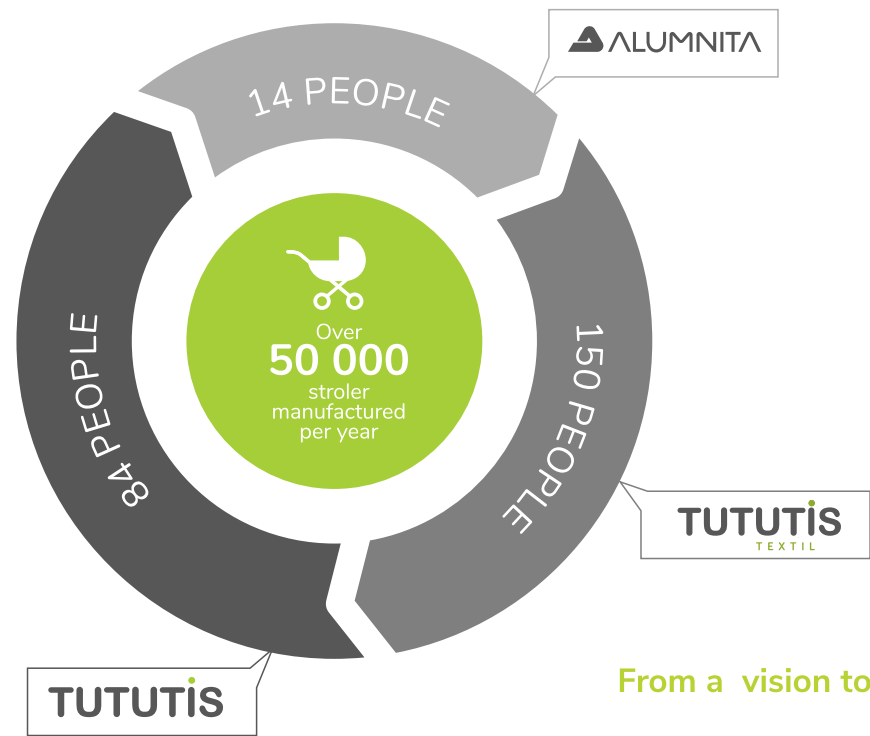 ALUMNITA
14 PEOPLE
150 PEOPLE
84 PEOPLE
Over
50 000
stroler
manufactured
per year
TUTUTiS
TEXTIL
From a vision to
TUTUTiS